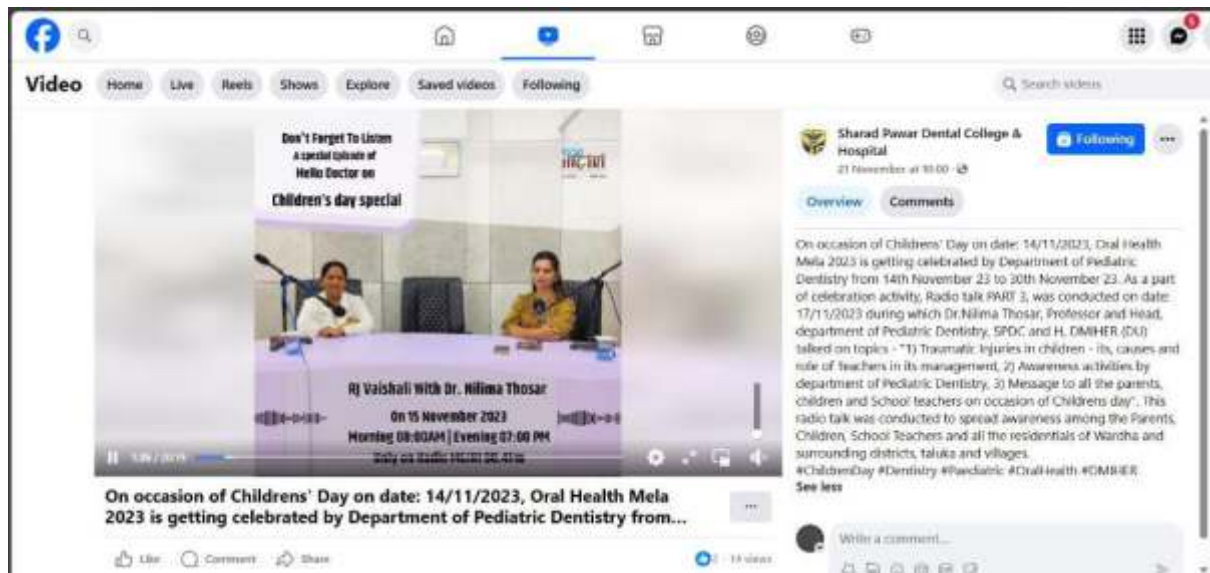 5
Video
Home
Live
Reels
Shows
Explore
Saved videos
Following
Search videos
Don't Forget To Listen
A special Episode of
Hello Doctor on
Children's day special
RJ Vaishali With Dr. Nilima Thosar
On 15 November 2023
Morning 08:00AM | Evening 07:00 PM
Only on Radio
On occasion of Childrens' Day on date: 14/11/2023, Oral Health Mela
2023 is getting celebrated by Department of Pediatric Dentistry from...
Like
Comment
Share
Sharad Pawar Dental College &
Hospital
Following
21 November at 10:00
Overview
Comments
On occasion of Childrens' Day on date: 14/11/2023, Oral Health
Mela 2023 is getting celebrated by Department of Pediatric
Dentistry from 14th November 23 to 30th November 23. As a part
of celebration activity, Radio talk PART 3, was conducted on date
17/11/2023 during which Dr.Nilima Thosar, Professor and Head,
department of Pediatric Dentistry, SPDC and H, DMIHER (DU)
talked on topics - "1) Traumatic Injuries in children - its, causes and
role of teachers in its management, 2) Awareness activities by
department of Pediatric Dentistry, 3) Message to all the parents,
children and School teachers on occasion of Childrens day". This
radio talk was conducted to spread awareness among the Parents,
Children, School Teachers and all the residentials of Wardha and
surrounding districts, taluka and villages.
#ChildrenDay #Dentistry #Paediatric #OralHealth #DMIHER
See less
Write a comment...